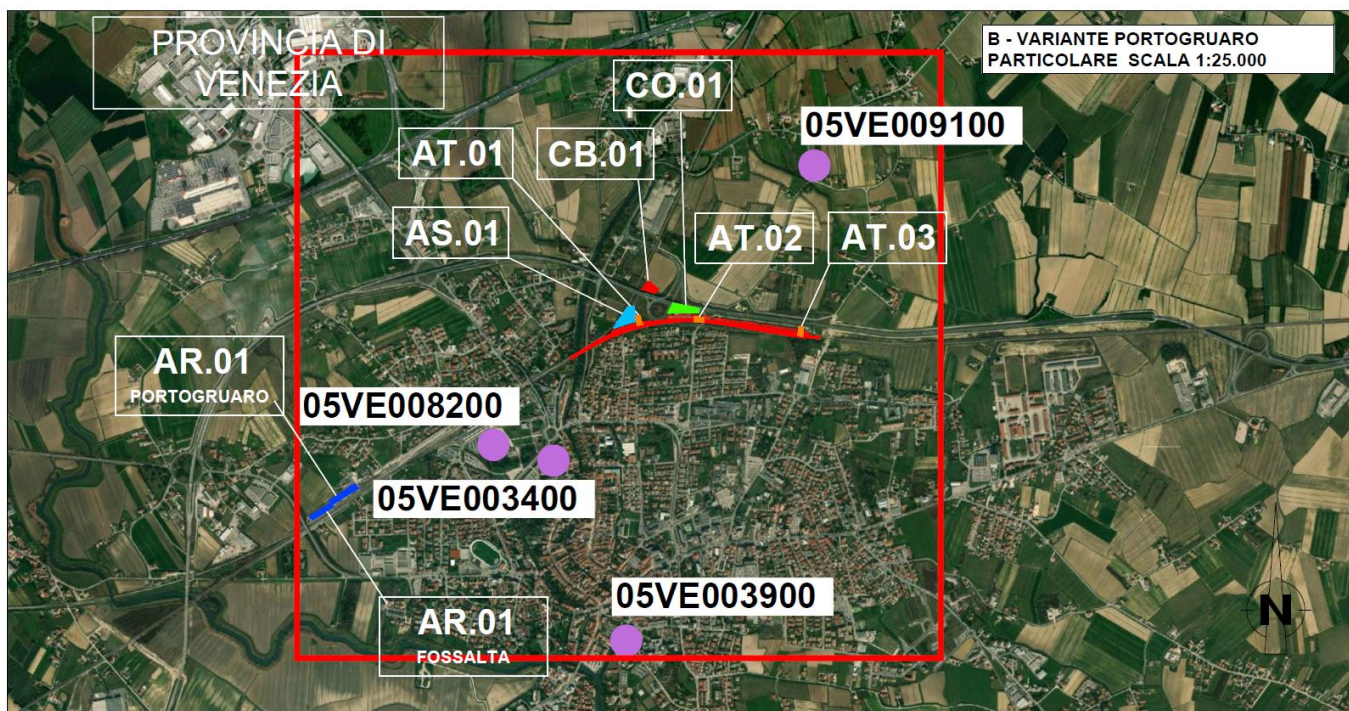 PROVINCIA DI
VENEZIA
B - VARIANTE PORTOGRUARO
PARTICOLARE SCALA 1:25.000
CO.01
05VE009100
AT.01
CB.01
AS.01
AT.02
AT.03
AR.01
PORTOGRUARO
05VE008200
05VE003400
05VE003900
AR.01
FOSSALTA
N